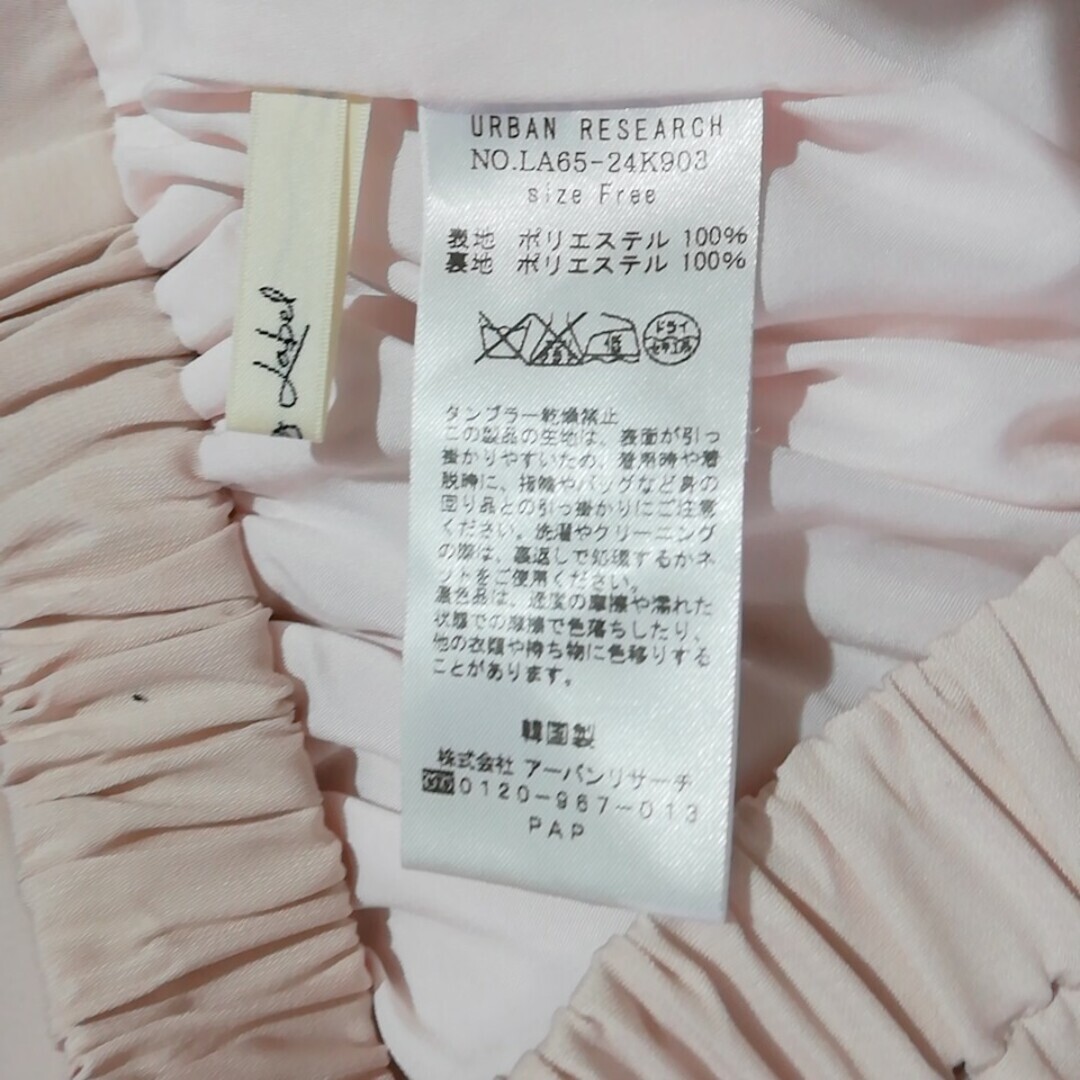 Label
URBAN RESEARCH
NO.LA65-24K903
size Free
表地 ポリエステル 100%
裏地 ポリエステル 100%
ドライ
セキユ系
タンブラー乾燥禁止
この製品の生地は、表面が引っ
掛かりやすいため、着用時や着
脱時に、指輪やバッグなど身の
回り品との引っ掛かりにご注意
ください。洗濯やクリーニング
の際は、裏返しで処理するかネ
ットをご使用ください。
濃色品は、過度の摩擦や濡れた
状態での摩擦で色落ちしたり、
他の衣類や持ち物に色移りする
ことがあります。
韓国製
株式会社 アーバンリサーチ
0120-967-013
PAP